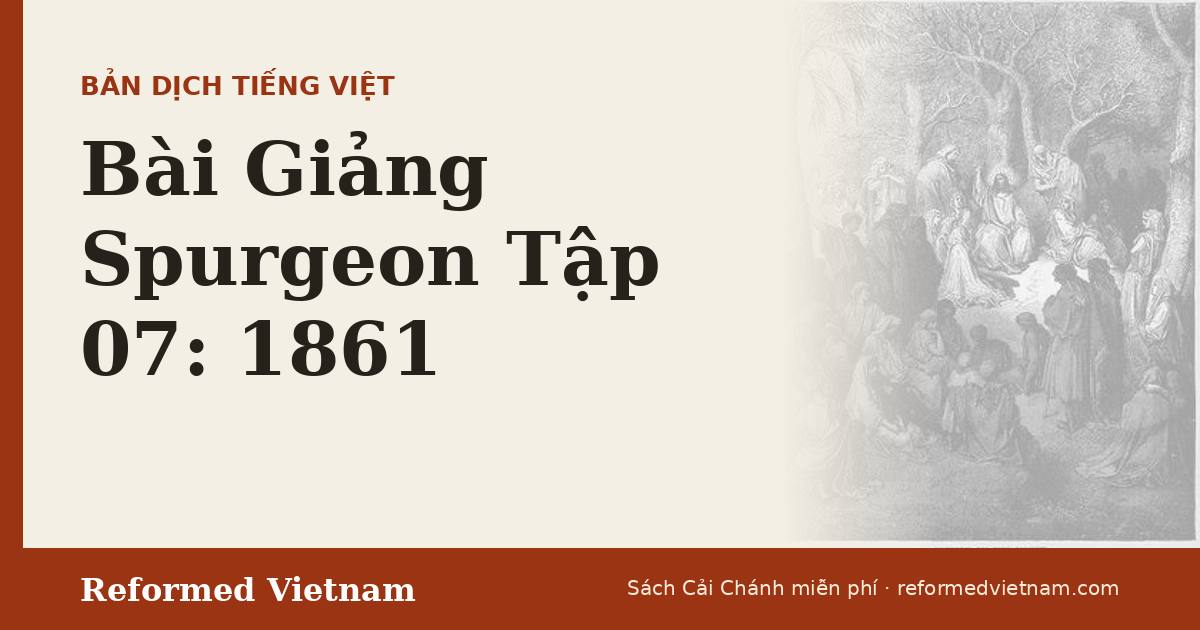 BẢN DỊCH TIẾNG VIỆT
Bài Giảng
Spurgeon Tập
07: 1861
Reformed Vietnam
Sách Cải Chánh miễn phí · reformedvietnam.com